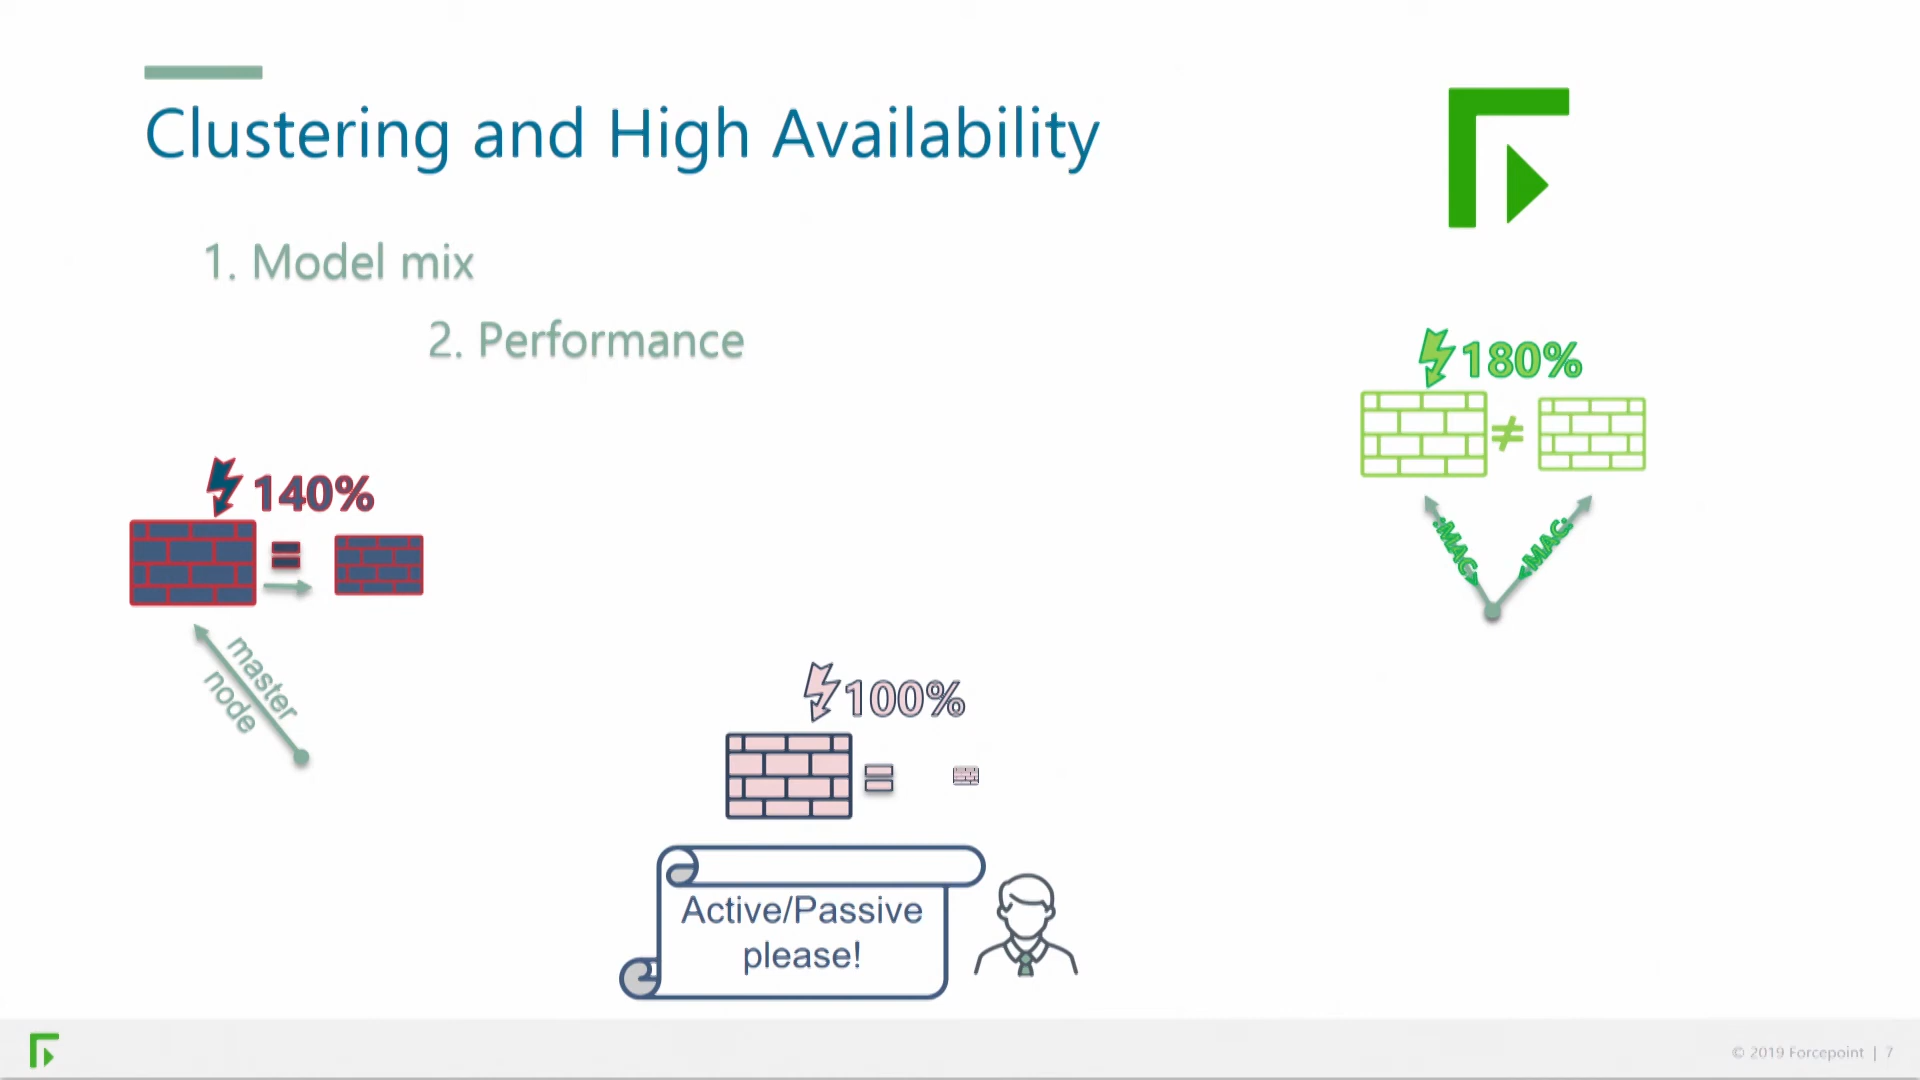 Clustering and High Availability
1. Model mix
2. Performance
180%
≠
:MAC:
:MAC:
140%
=
master
node
100%
=
Active/Passive
please!
© 2019 Forcepoint | 7